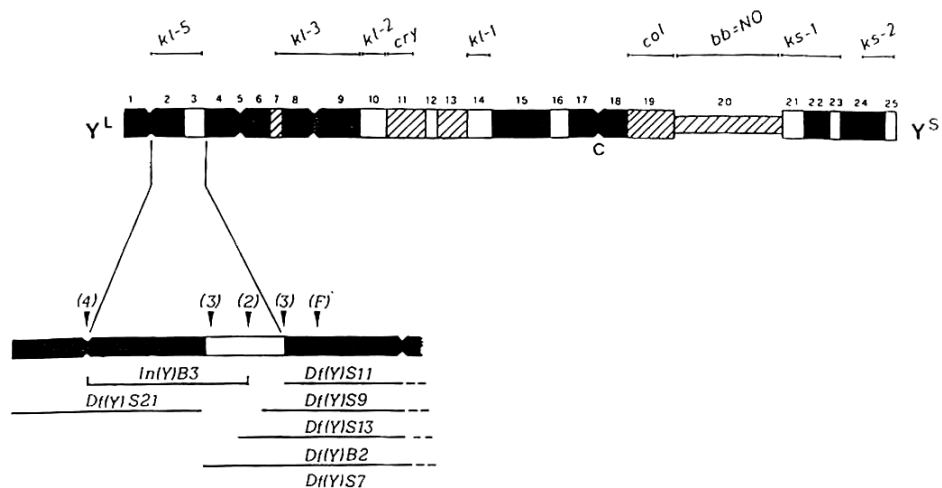 kl-5 kl-3 kl-2 cry kl-1 col bb=NO ks-1 ks-2
1 2 3 4 5 6 7 8 9 10 11 12 13 14 15 16 17 18 19 20 21 22 23 24 25
Y L Y S
C
(4) (3) (2) (3) (F)
In(Y)B3 Df(Y)S11
Df(Y)S21 Df(Y)S9
Df(Y)S13
Df(Y)B2
Df(Y)S7